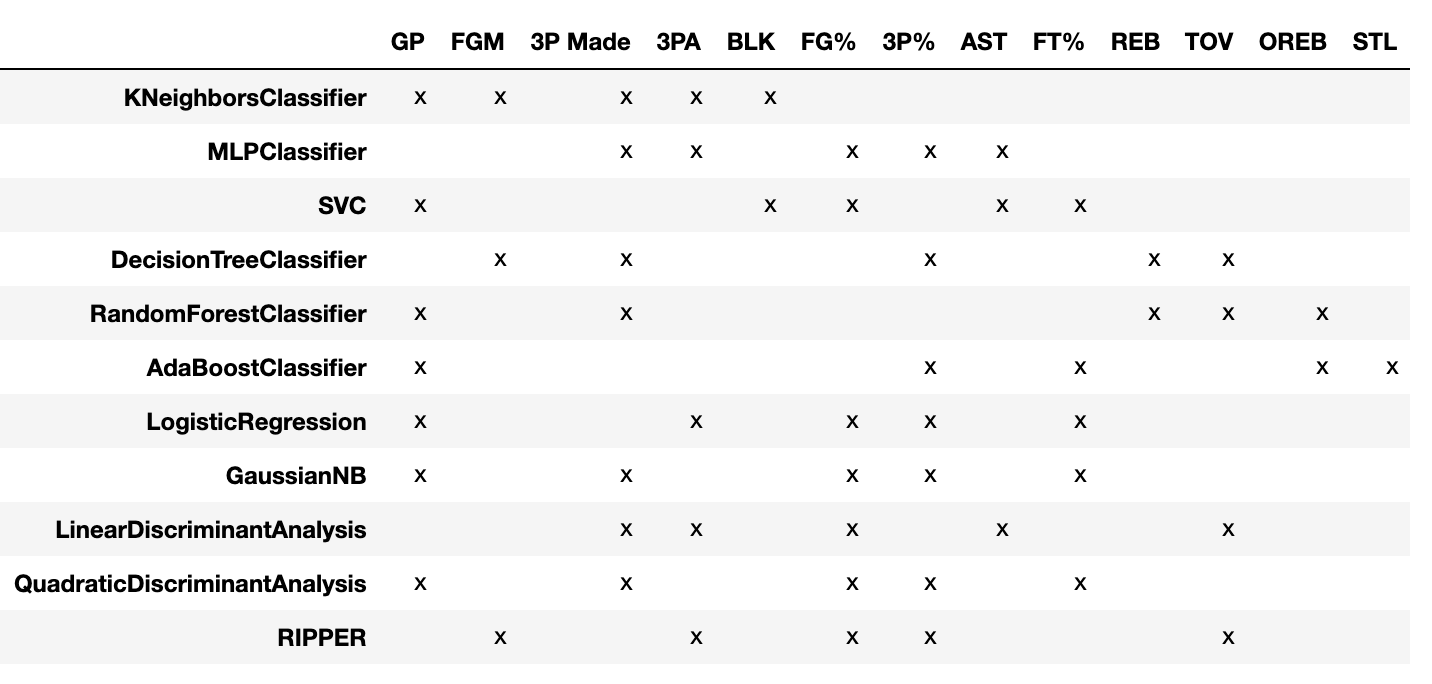 GP FGM 3P Made 3PA BLK FG% 3P% AST FT% REB TOV OREB STL
KNeighborsClassifier x x x x x
MLPClassifier x x x x x
SVC x x x x x
DecisionTreeClassifier x x x x x
RandomForestClassifier x x x x x
AdaBoostClassifier x x x x x
LogisticRegression x x x x x
GaussianNB x x x x x
LinearDiscriminantAnalysis x x x x x
QuadraticDiscriminantAnalysis x x x x x
RIPPER x x x x x